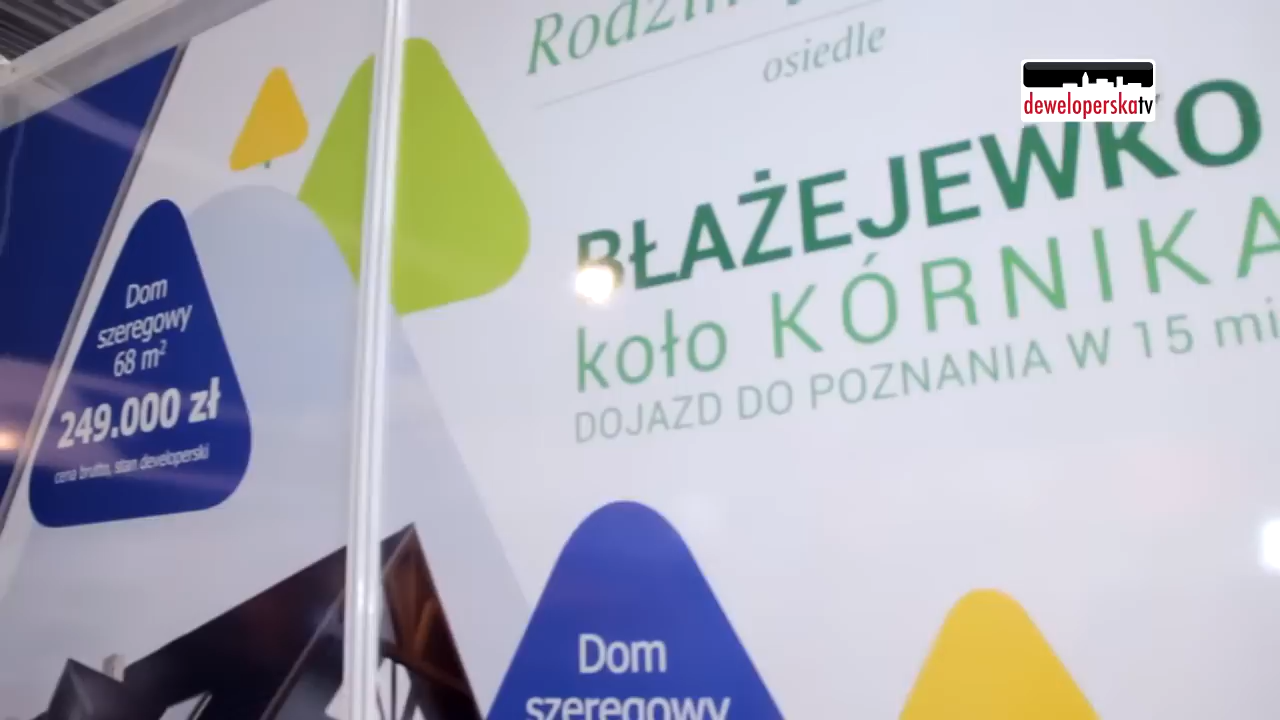 osiedle
deweloperskatv
BŁAŻEJEWKO
koło KÓRNIKA
DOJAZD DO POZNANIA W 15
Dom
szeregowy
68 m²
249.000 zł
cena brutto, stan developerski
Dom
szeregowy